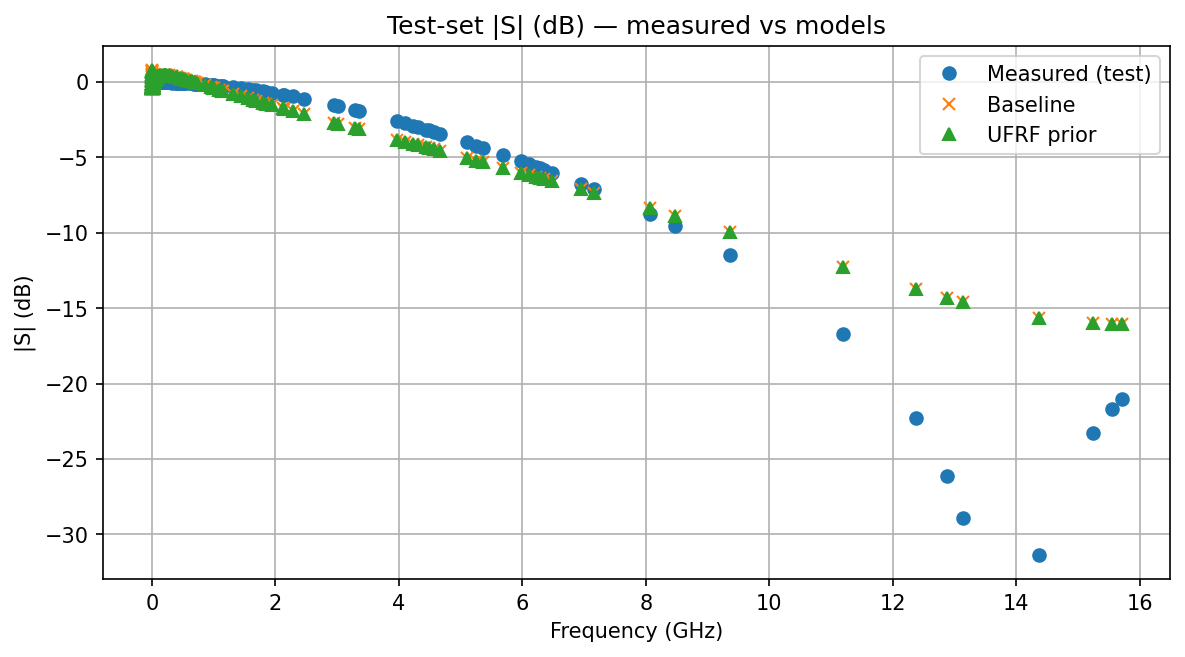 Test-set |S| (dB) — measured vs models
Measured (test)
Baseline
UFRF prior
|S| (dB)
0
−5
−10
−15
−20
−25
−30
0 2 4 6 8 10 12 14 16
Frequency (GHz)